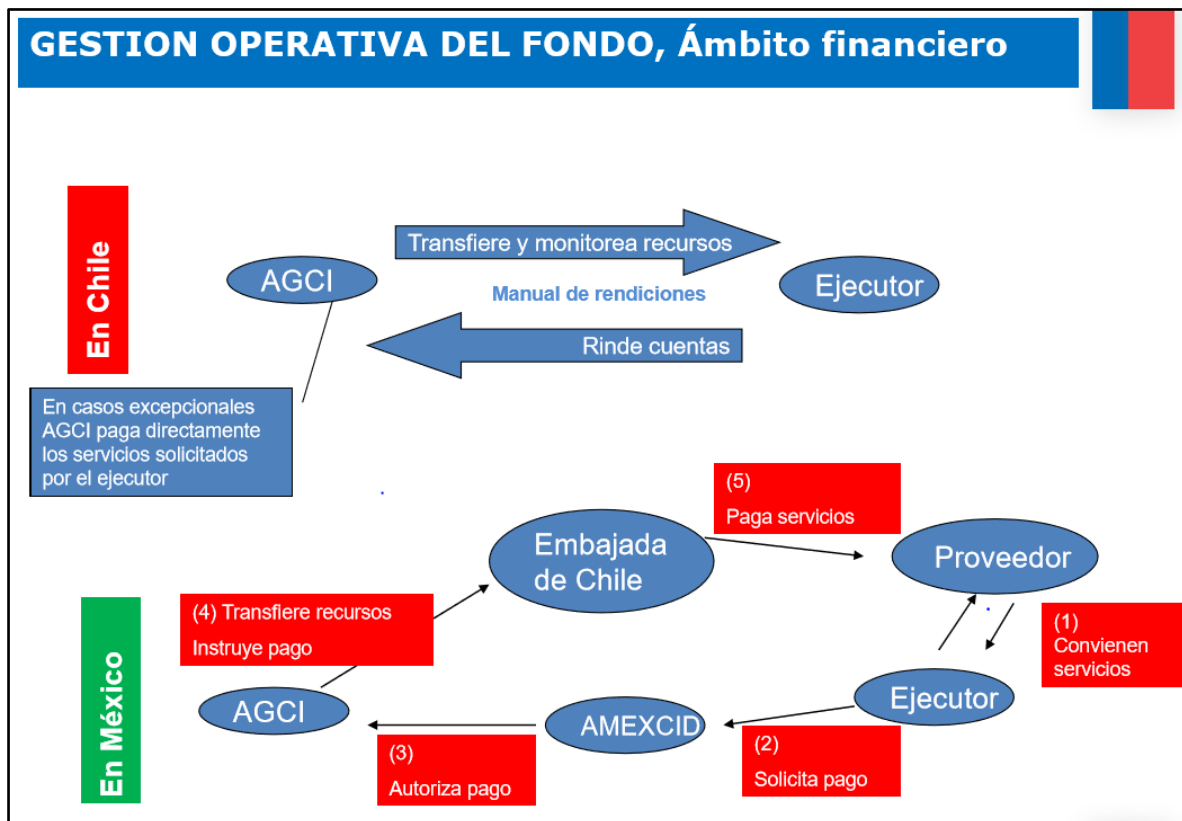 GESTION OPERATIVA DEL FONDO, Ámbito financiero
En Chile
Transfiere y monitorea recursos
AGCI
Manual de rendiciones
Ejecutor
Rinde cuentas
En casos excepcionales
AGCI paga directamente
los servicios solicitados
por el ejecutor
En México
(5)
Paga servicios
Embajada
de Chile
Proveedor
(4) Transfiere recursos
Instruye pago
(1)
Convienen
servicios
AGCI
AMEXCID
Ejecutor
(3)
Autoriza pago
(2)
Solicita pago